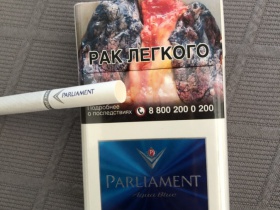 РАК ЛЕГКОГО
PARLIAMENT
Подробнее
о последствиях
8 800 200 0 200
PARLIAMENT